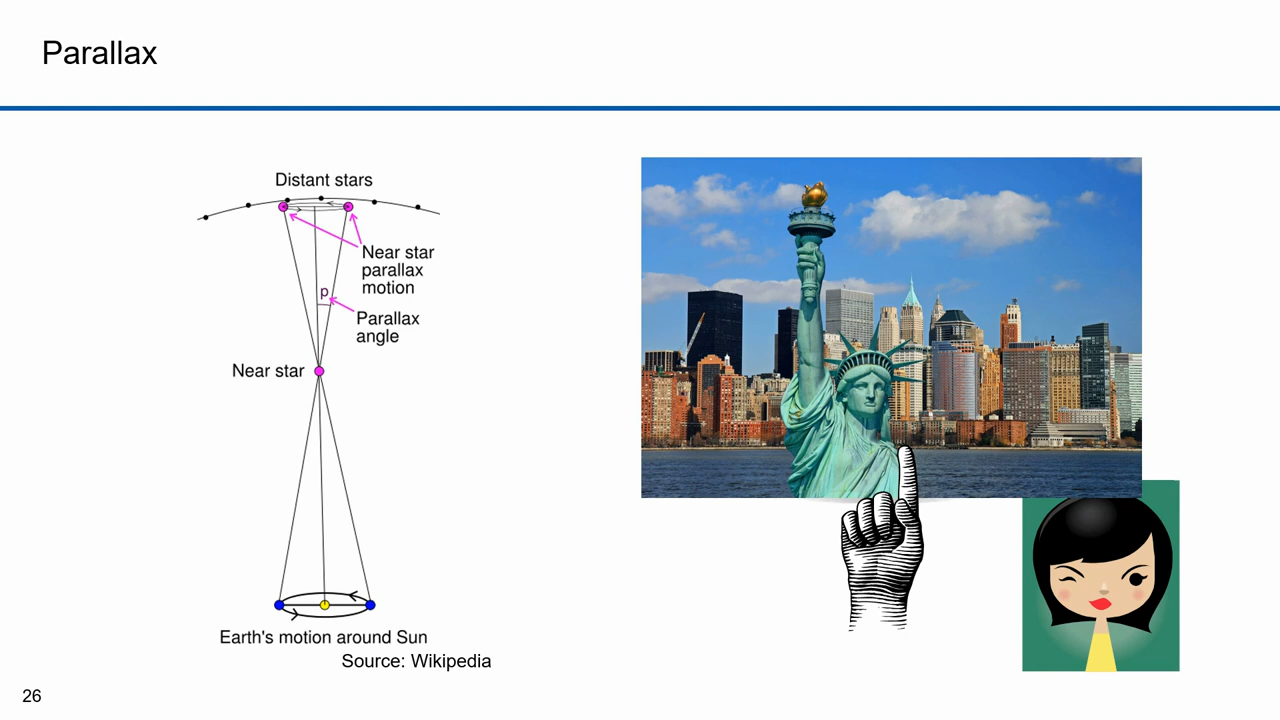 Parallax
Distant stars
Near star
parallax
motion
p
Parallax
angle
Near star
Earth's motion around Sun
Source: Wikipedia
26